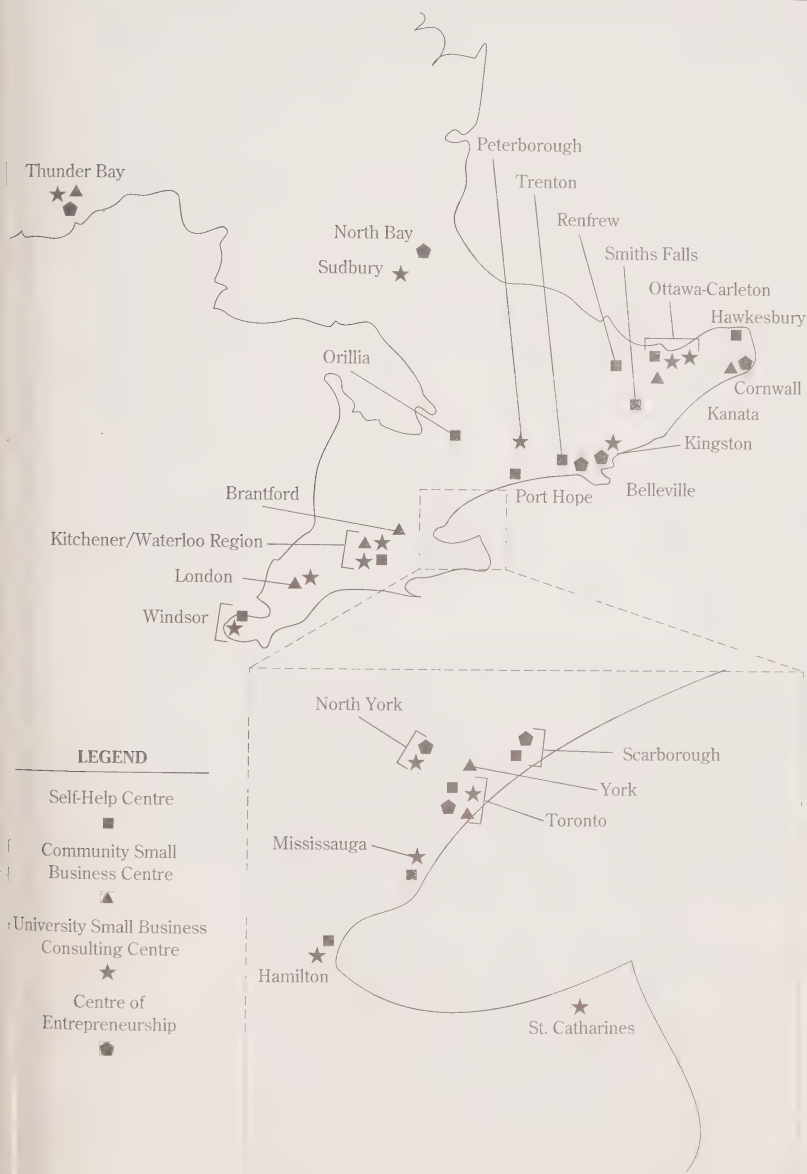 Peterborough
Thunder Bay
Trenton
Renfrew
North Bay
Smiths Falls
Sudbury
Ottawa-Carleton
Hawkesbury
Orillia
Cornwall
Kanata
Kingston
Brantford
Port Hope
Belleville
Kitchener/Waterloo Region
London
Windsor
North York
LEGEND
Scarborough
Self-Help Centre
York
Toronto
Community Small
Business Centre
Mississauga
University Small Business
Consulting Centre
Hamilton
Centre of
Entrepreneurship
St. Catharines